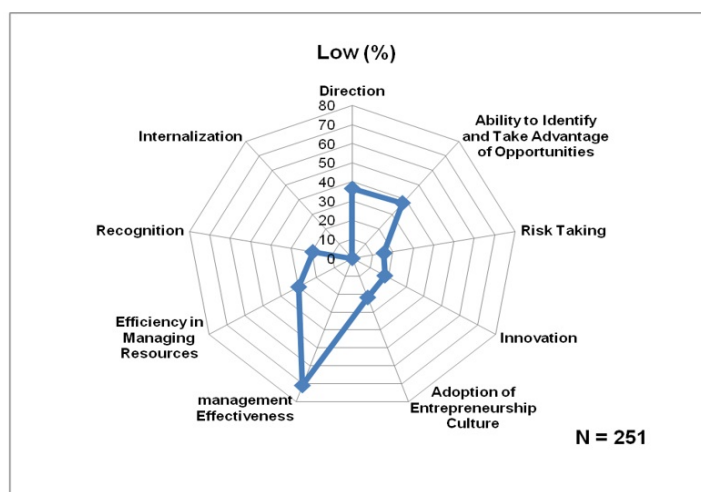 Low (%)
Direction
80
70
60
50
40
30
20
10
0
Ability to Identify
and Take Advantage
of Opportunities
Risk Taking
Innovation
Adoption of
Entrepreneurship
Culture
management
Effectiveness
Efficiency in
Managing
Resources
Recognition
Internalization
N = 251